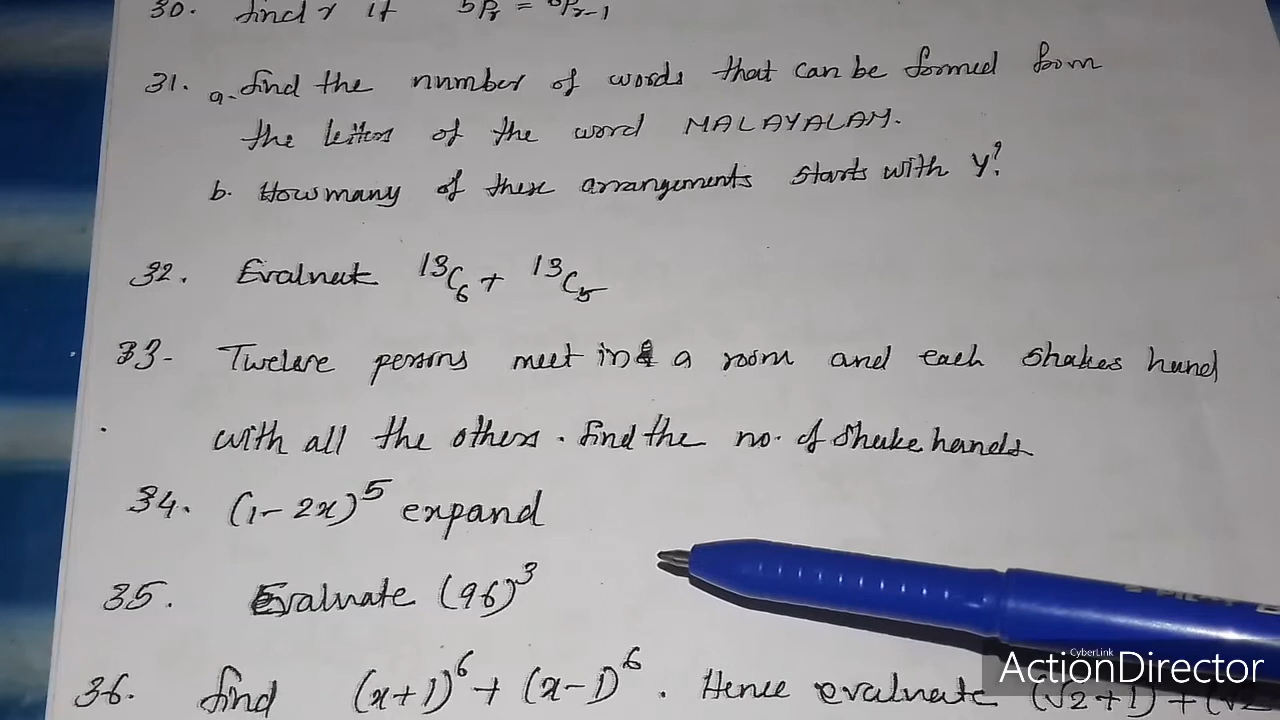 30. find r if 5Pr = 6Pr-1
31. a. find the number of words that can be formed from
the letters of the word MALAYALAM.
b. How many of these arrangements starts with Y?
32. Evaluate ¹³C₆ + ¹³C₅
33- Twelve persons meet in a room and each shakes hand
with all the others. find the no. of shake hands
34. (1-2x)⁵ expand
35. Evaluate (96)³
36. find (x+1)⁶ + (x-1)⁶. Hence evaluate (√2+1) + (√2
CyberLink
ActionDirector